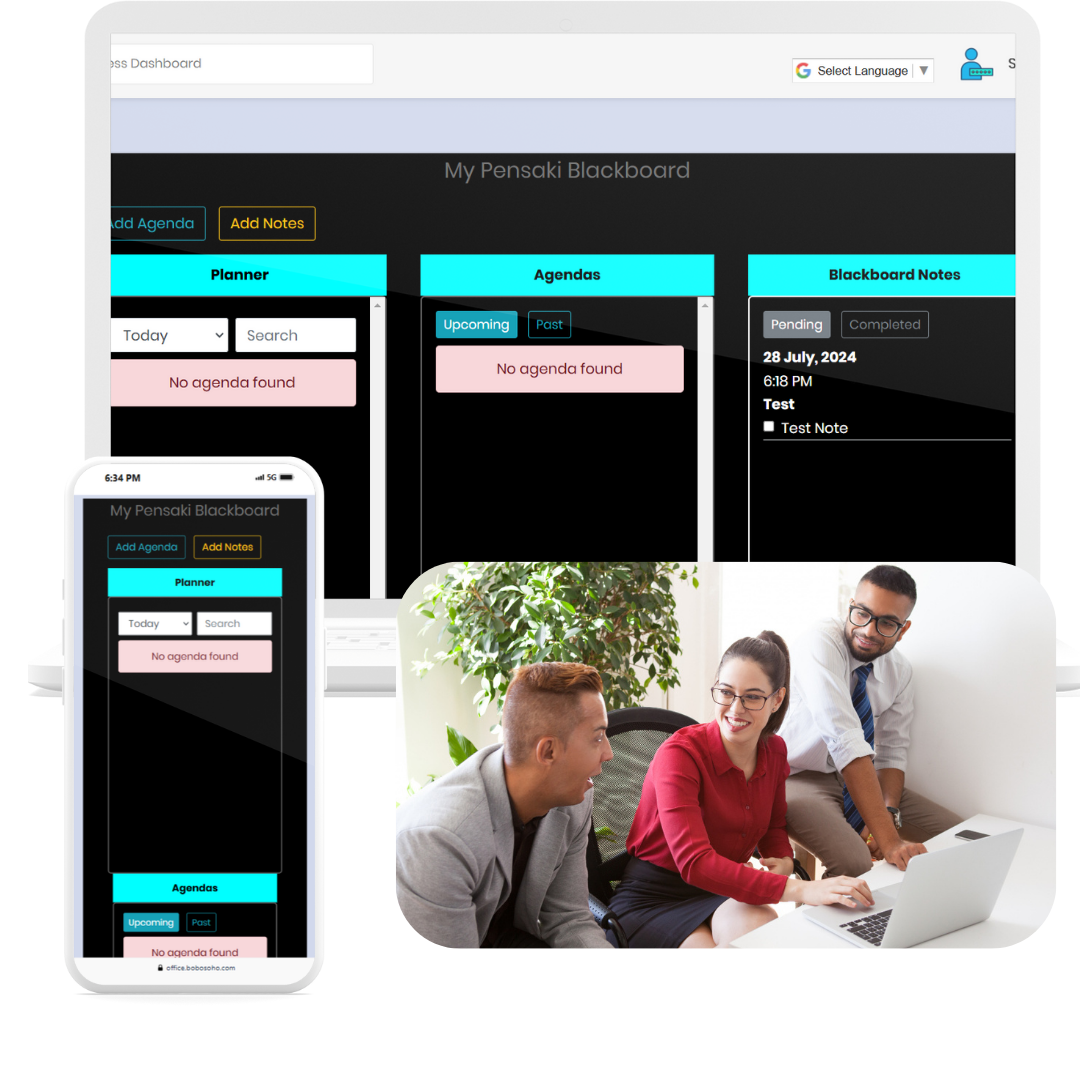 ess Dashboard
Select Language ▼
S
My Pensaki Blackboard
Add Agenda
Add Notes
Planner
Today
Search
No agenda found
Agendas
Upcoming
Past
No agenda found
Blackboard Notes
Pending
Completed
28 July, 2024
6:18 PM
Test
Test Note
6:34 PM
5G
My Pensaki Blackboard
Add Agenda
Add Notes
Planner
Today
Search
No agenda found
Agendas
Upcoming
Past
No agenda found
office.bobosoho.com